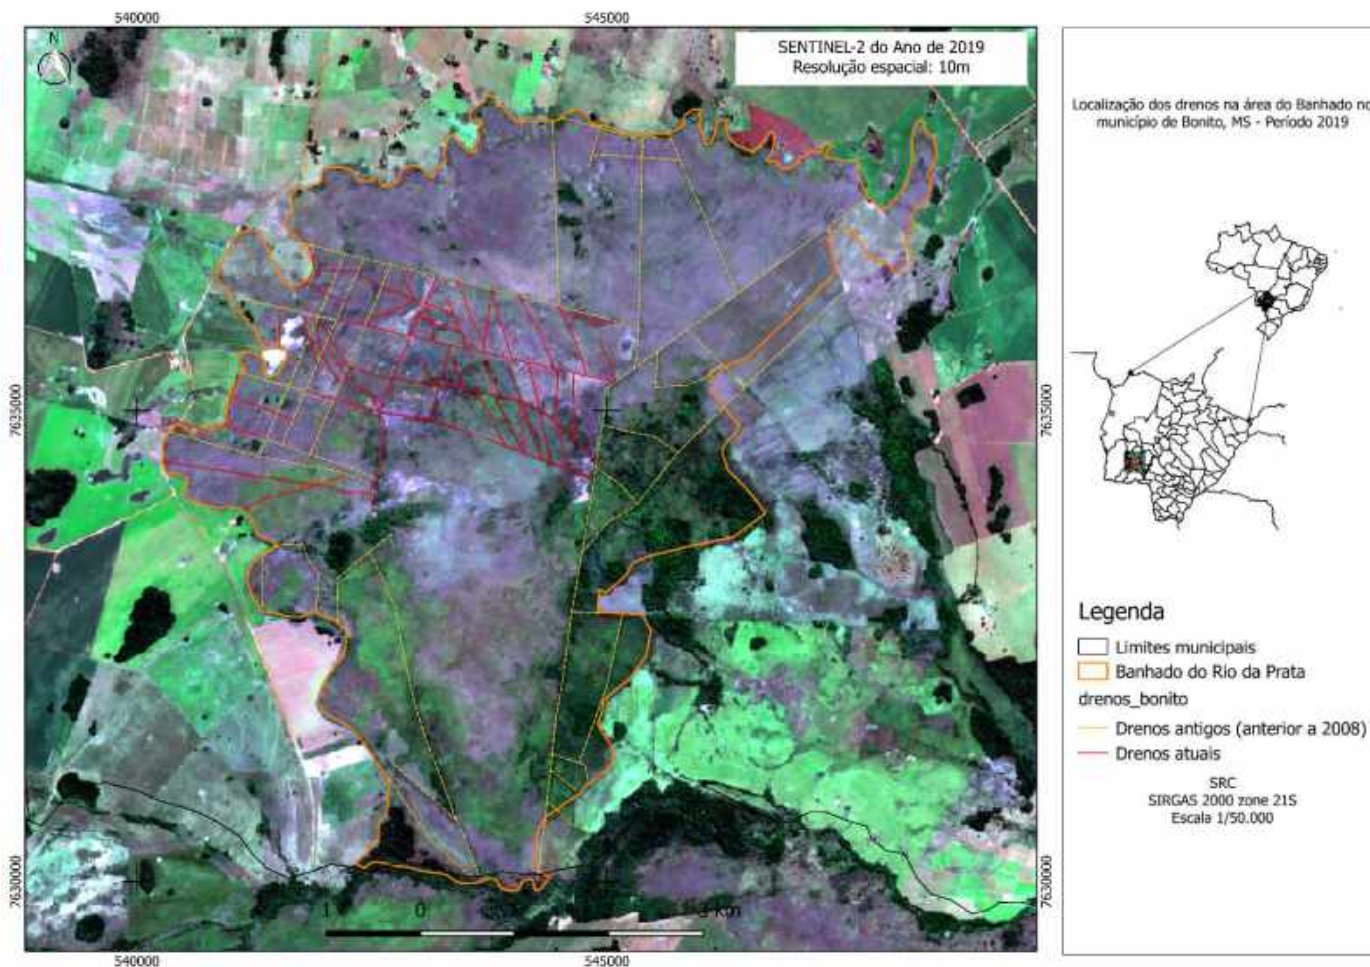 540000
545000
N
SENTINEL-2 do Ano de 2019
Resolução espacial: 10m
7635000
7635000
7630000
7630000
1
0
3 Km
540000
545000
Localização dos drenos na área do Banhado no
município de Bonito, MS - Período 2019
Legenda
Limites municipais
Banhado do Rio da Prata
drenos_bonito
Drenos antigos (anterior a 2008)
Drenos atuais
SRC
SIRGAS 2000 zone 21S
Escala 1/50.000